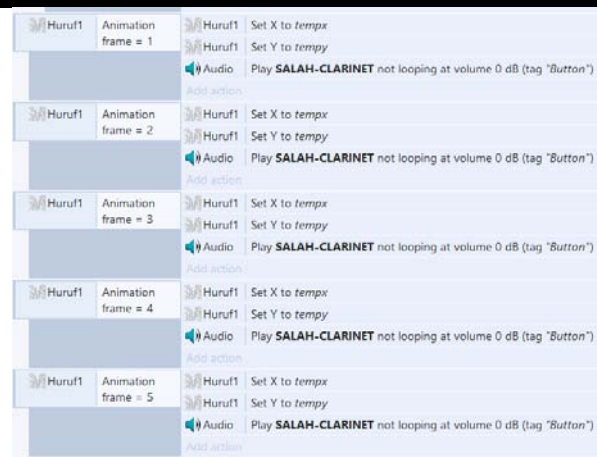 Huruf1 Animation frame = 1 Huruf1 Set X to tempx
Huruf1 Set Y to tempy
Audio Play SALAH-CLARINET not looping at volume 0 dB (tag "Button")
Add action
Huruf1 Animation frame = 2 Huruf1 Set X to tempx
Huruf1 Set Y to tempy
Audio Play SALAH-CLARINET not looping at volume 0 dB (tag "Button")
Add action
Huruf1 Animation frame = 3 Huruf1 Set X to tempx
Huruf1 Set Y to tempy
Audio Play SALAH-CLARINET not looping at volume 0 dB (tag "Button")
Add action
Huruf1 Animation frame = 4 Huruf1 Set X to tempx
Huruf1 Set Y to tempy
Audio Play SALAH-CLARINET not looping at volume 0 dB (tag "Button")
Add action
Huruf1 Animation frame = 5 Huruf1 Set X to tempx
Huruf1 Set Y to tempy
Audio Play SALAH-CLARINET not looping at volume 0 dB (tag "Button")
Add action